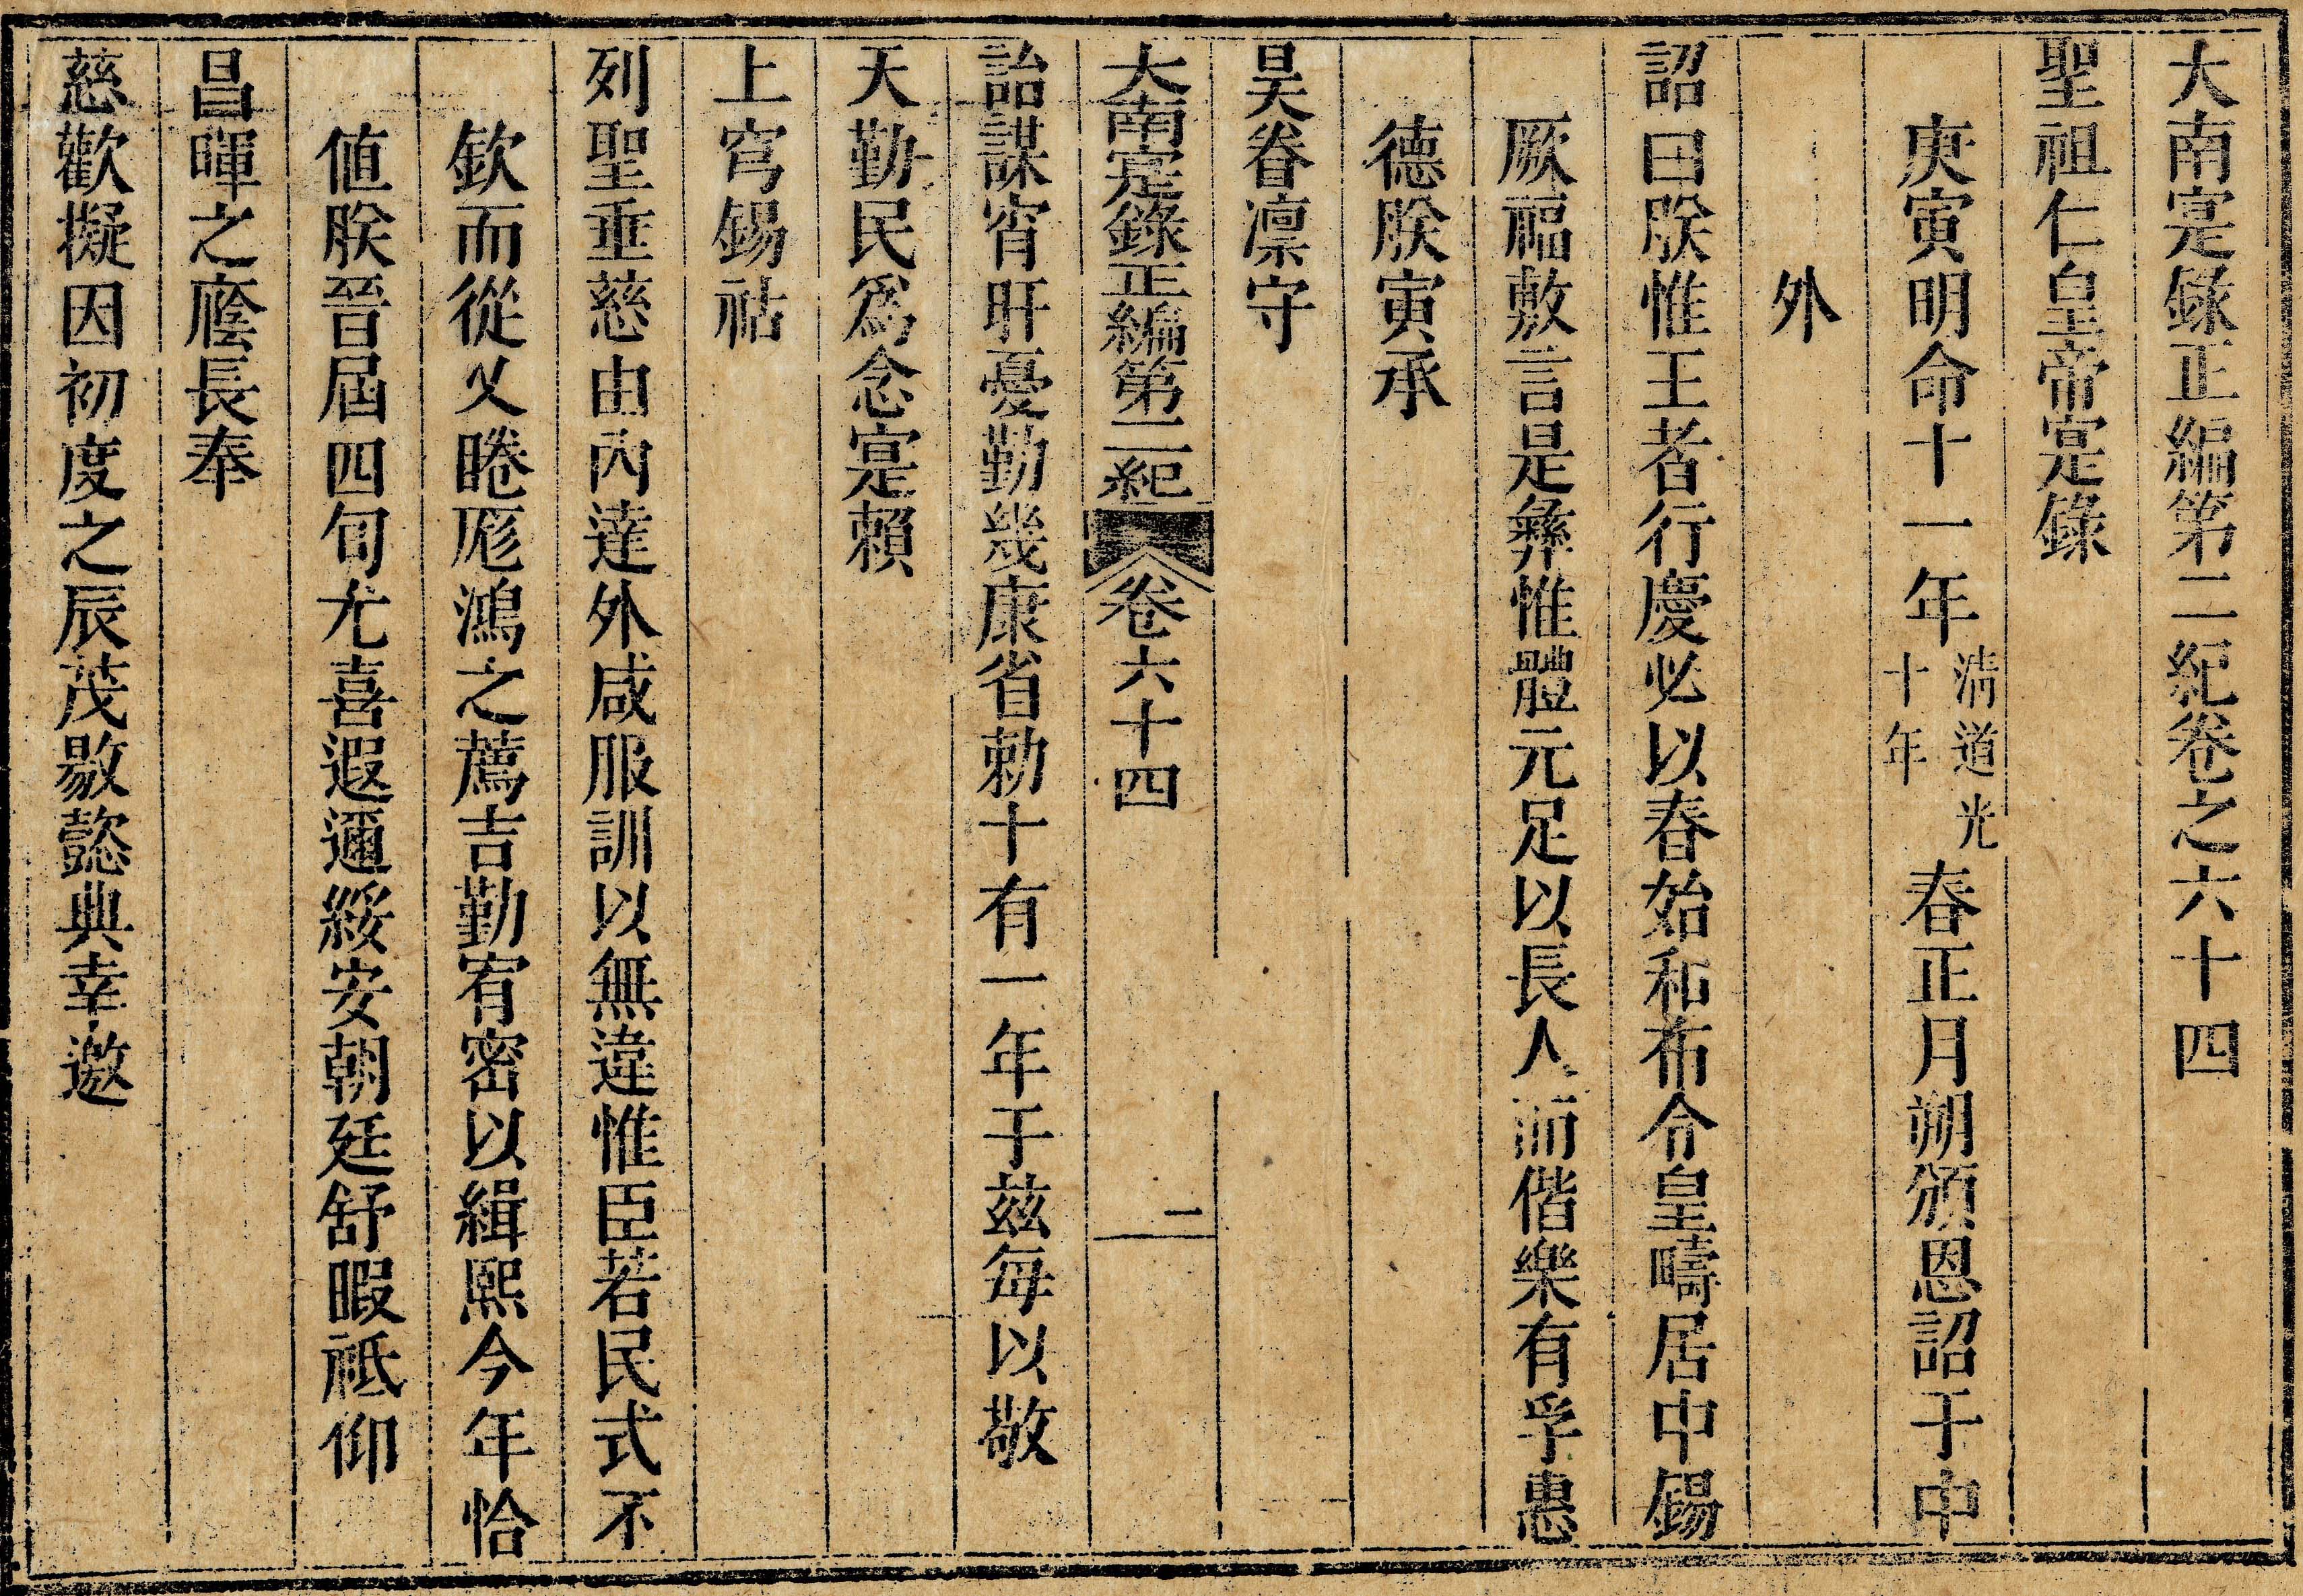 大南寔錄正編第二紀卷之六十四
聖祖仁皇帝寔錄
庚寅明命十一年清道光十年春正月朔頒恩詔于中
外
詔曰朕惟王者行慶必以春始和布令皇疇居中錫
厥福敷言是彝惟體元足以長人而偕樂有孚惠
德朕寅承
昊眷凛守
大南寔錄正編第二紀 卷六十四 二
詒謀宵旰憂勤幾康省勅十有一年于兹每以敬
天勤民爲念寔賴
上穹錫祜
列聖垂慈由內達外咸服訓以無違惟臣若民式不
欽而從乂睠厖鴻之薦吉勤宥密以緝熙今年恰
值朕晉屆四旬尤喜遐邇綏安朝廷舒暇祇仰
昌暉之廕長奉
慈歡擬因初度之辰茂敭懿典幸邀